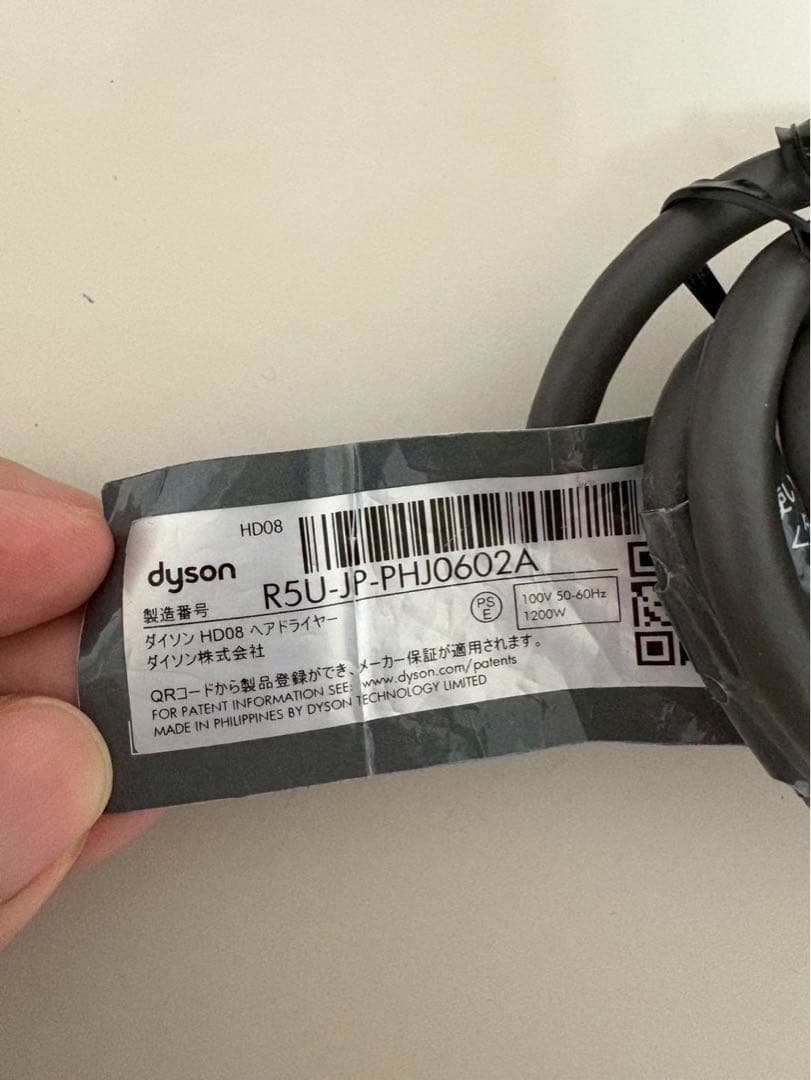 HD08
dyson
R5U-JP-PHJ0602A
製造番号
ダイソン HD08 ヘアドライヤー
ダイソン株式会社
PS
E
100V 50-60Hz
1200W
QRコードから製品登録ができ、メーカー保証が適用されます。
FOR PATENT INFORMATION SEE: www.dyson.com/patents
MADE IN PHILIPPINES BY DYSON TECHNOLOGY LIMITED